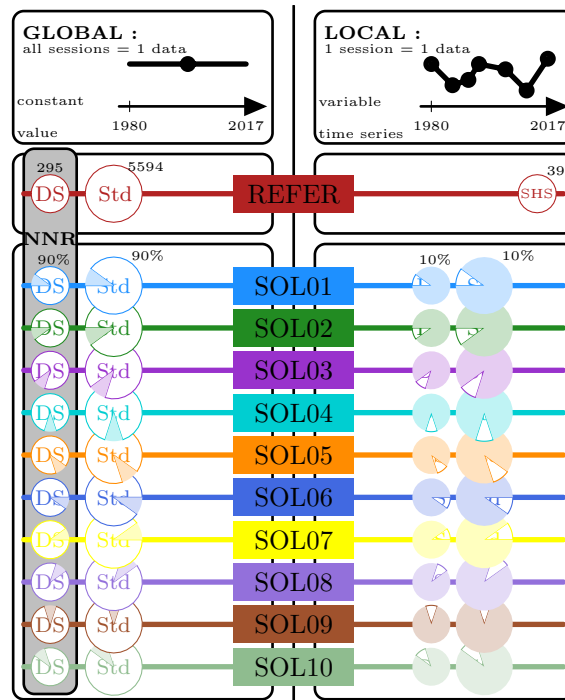 GLOBAL :
all sessions = 1 data
constant
value
1980 2017
LOCAL :
1 session = 1 data
variable
time series
1980 2017
295 5594 39
DS Std REFER SHS
NNR
90% 90% 10% 10%
DS Std SOL01
DS Std SOL02
DS Std SOL03
DS Std SOL04
DS Std SOL05
DS Std SOL06
DS Std SOL07
DS Std SOL08
DS Std SOL09
DS Std SOL10